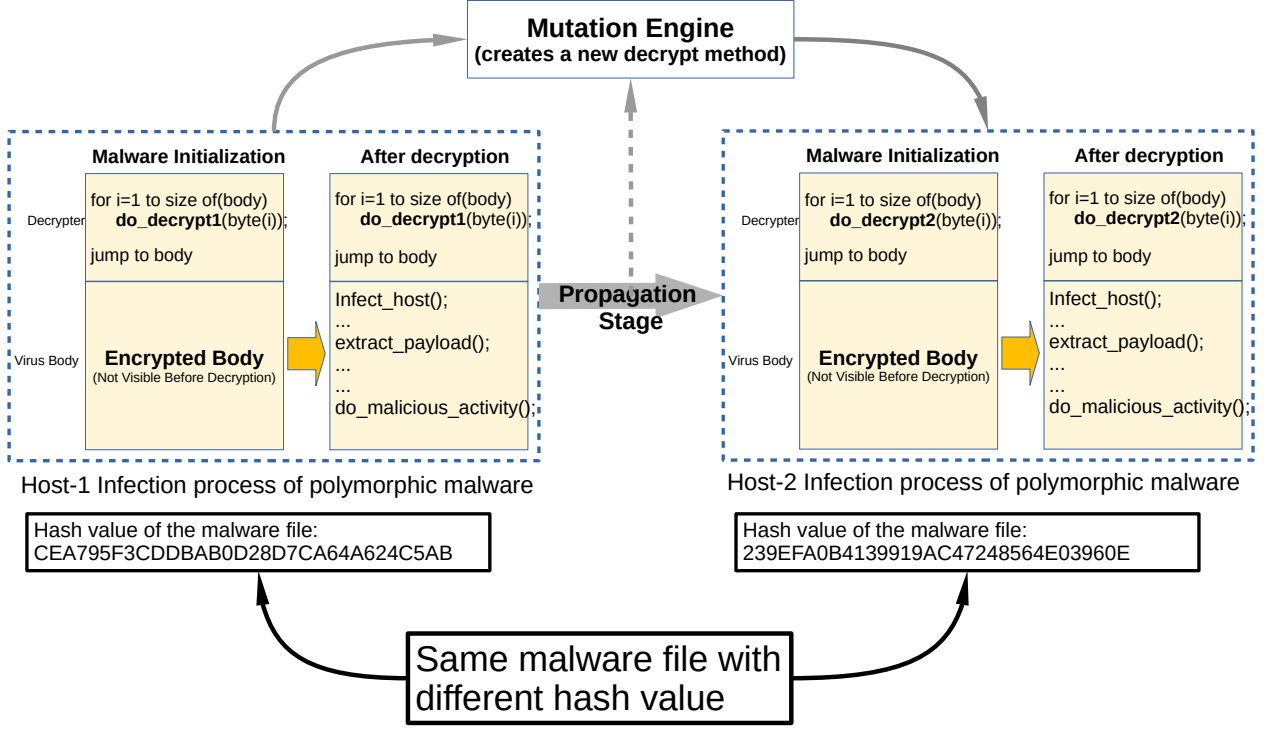 Mutation Engine
(creates a new decrypt method)
Malware Initialization
After decryption
Decrypter
for i=1 to size of(body)
do_decrypt1(byte(i));
jump to body
for i=1 to size of(body)
do_decrypt1(byte(i));
jump to body
Virus Body
Encrypted Body
(Not Visible Before Decryption)
Infect_host();
...
extract_payload();
...
...
do_malicious_activity();
Host-1 Infection process of polymorphic malware
Propagation
Stage
Malware Initialization
After decryption
Decrypter
for i=1 to size of(body)
do_decrypt2(byte(i));
jump to body
for i=1 to size of(body)
do_decrypt2(byte(i));
jump to body
Virus Body
Encrypted Body
(Not Visible Before Decryption)
Infect_host();
...
extract_payload();
...
...
do_malicious_activity();
Host-2 Infection process of polymorphic malware
Hash value of the malware file:
CEA795F3CDDBAB0D28D7CA64A624C5AB
Hash value of the malware file:
239EFA0B4139919AC47248564E03960E
Same malware file with
different hash value